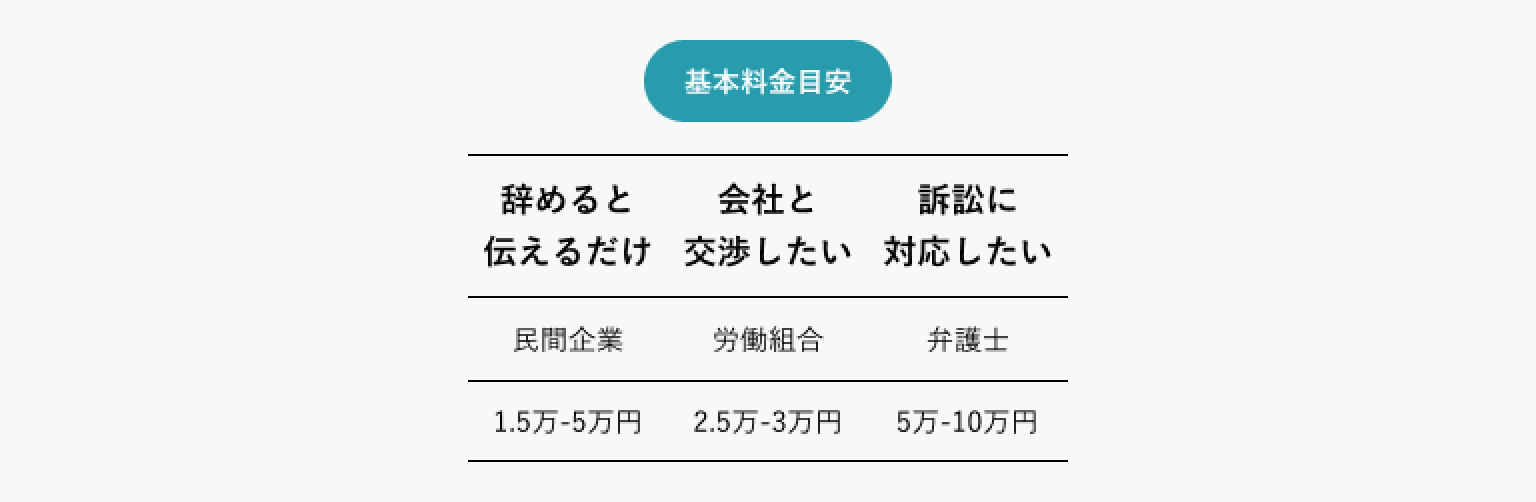 基本料金目安
辞めると 会社と 訴訟に
伝えるだけ 交渉したい 対応したい
民間企業 労働組合 弁護士
1.5万-5万円 2.5万-3万円 5万-10万円